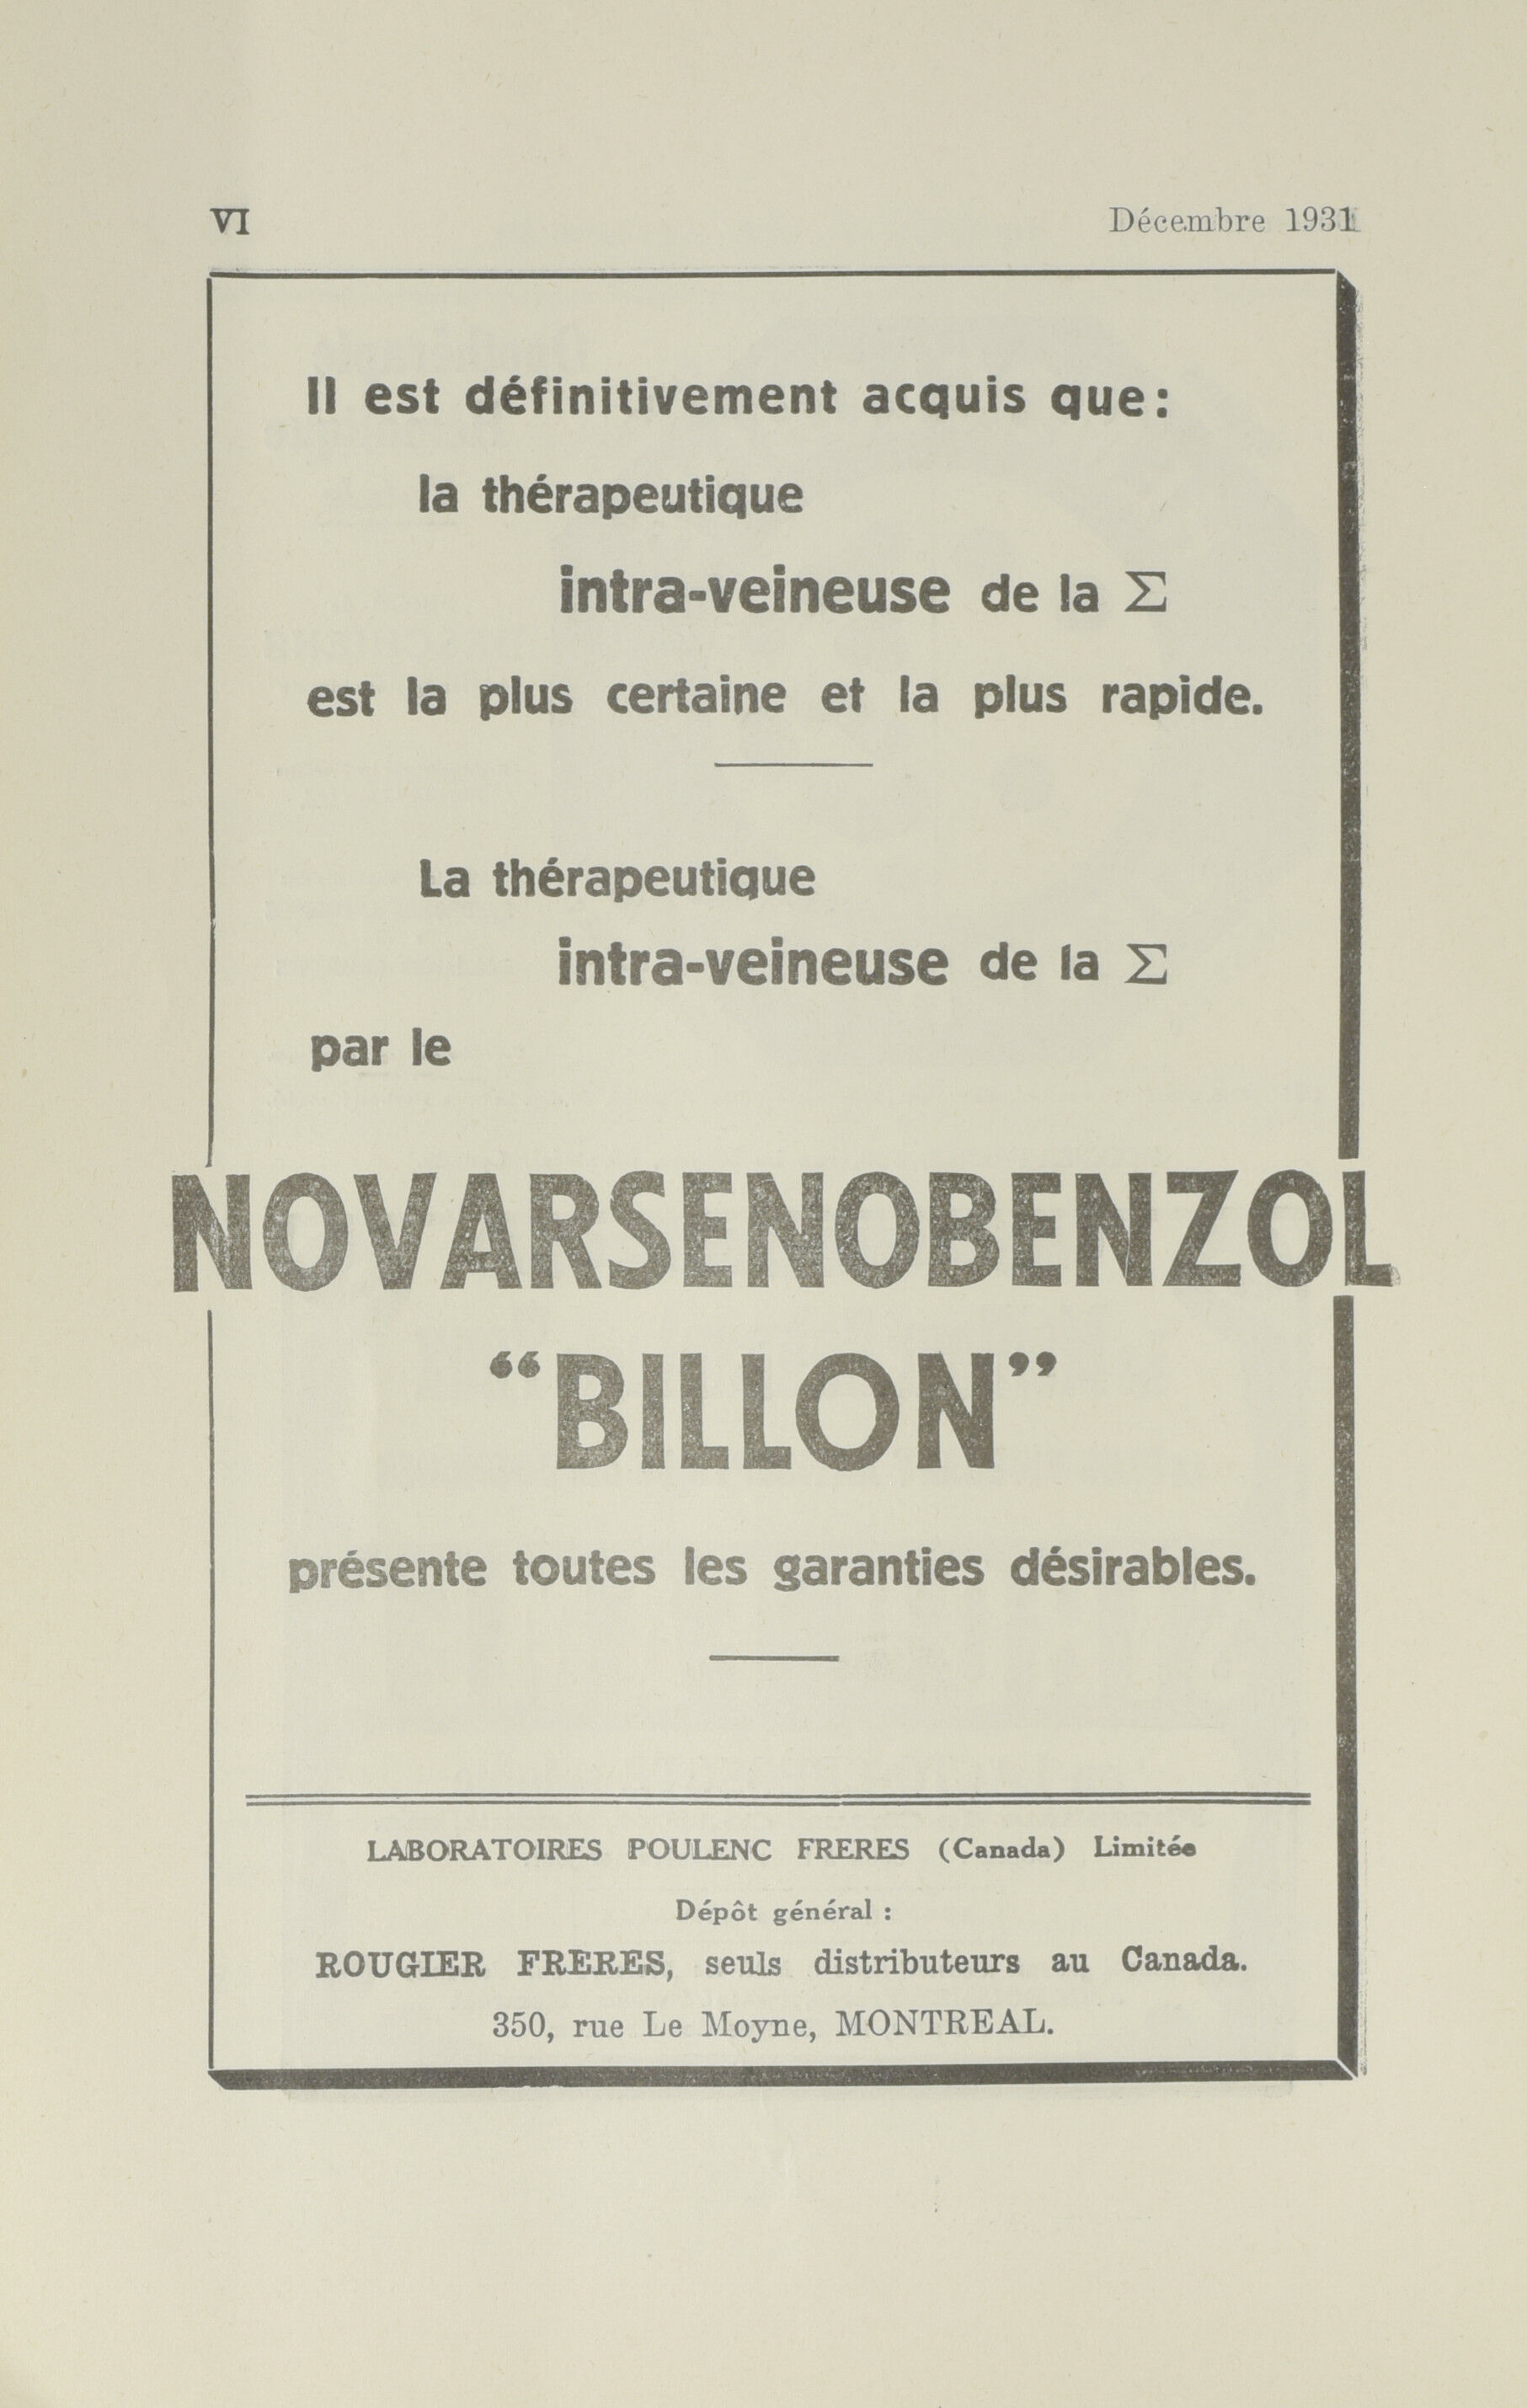 VI Décembre 1931
Il est définitivement acquis que:
la thérapeutique
intra-veineuse de la Σ
est la plus certaine et la plus rapide.
La thérapeutique
intra-veineuse de la Σ
par le
NOVARSENOBENZOL
“BILLON”
présente toutes les garanties désirables.
LABORATOIRES POULENC FRERES (Canada) Limitée
Dépôt général :
ROUGIER FRERES, seuls distributeurs au Canada.
350, rue Le Moyne, MONTREAL.